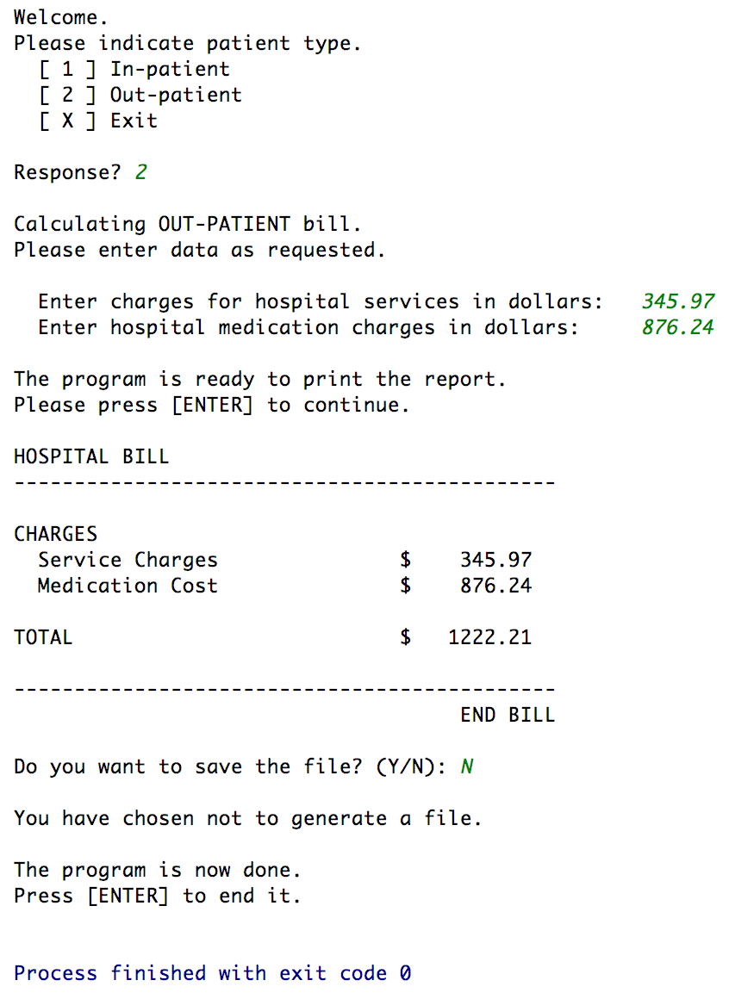 Welcome.
Please indicate patient type.
  [ 1 ] In-patient
  [ 2 ] Out-patient
  [ X ] Exit

Response? 2

Calculating OUT-PATIENT bill.
Please enter data as requested.

  Enter charges for hospital services in dollars:   345.97
  Enter hospital medication charges in dollars:     876.24

The program is ready to print the report.
Please press [ENTER] to continue.

HOSPITAL BILL
---------------------------------------------

CHARGES
  Service Charges               $    345.97
  Medication Cost               $    876.24

TOTAL                           $   1222.21

---------------------------------------------
                                     END BILL

Do you want to save the file? (Y/N): N

You have chosen not to generate a file.

The program is now done.
Press [ENTER] to end it.


Process finished with exit code 0